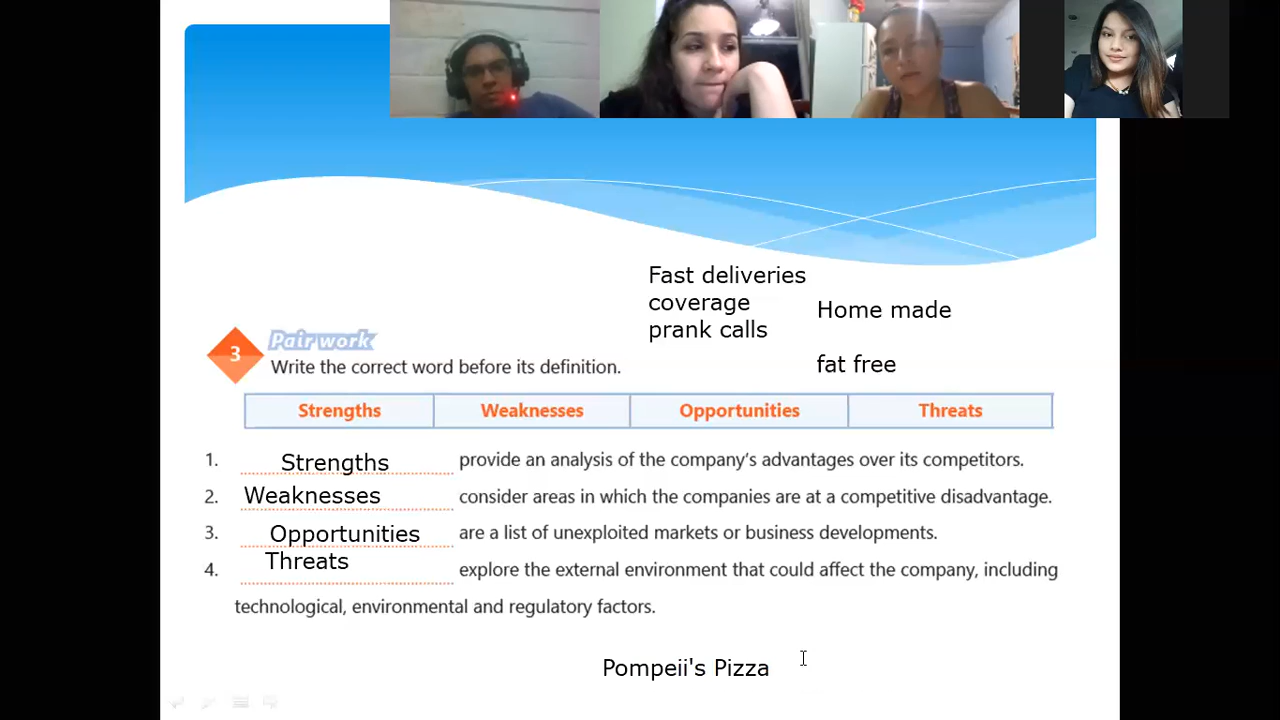 Fast deliveries
coverage
prank calls
Home made
fat free
3
Pair work
Write the correct word before its definition.
Strengths Weaknesses Opportunities Threats
1. Strengths provide an analysis of the company's advantages over its competitors.
2. Weaknesses consider areas in which the companies are at a competitive disadvantage.
3. Opportunities are a list of unexploited markets or business developments.
4. Threats explore the external environment that could affect the company, including
technological, environmental and regulatory factors.
Pompeii's Pizza